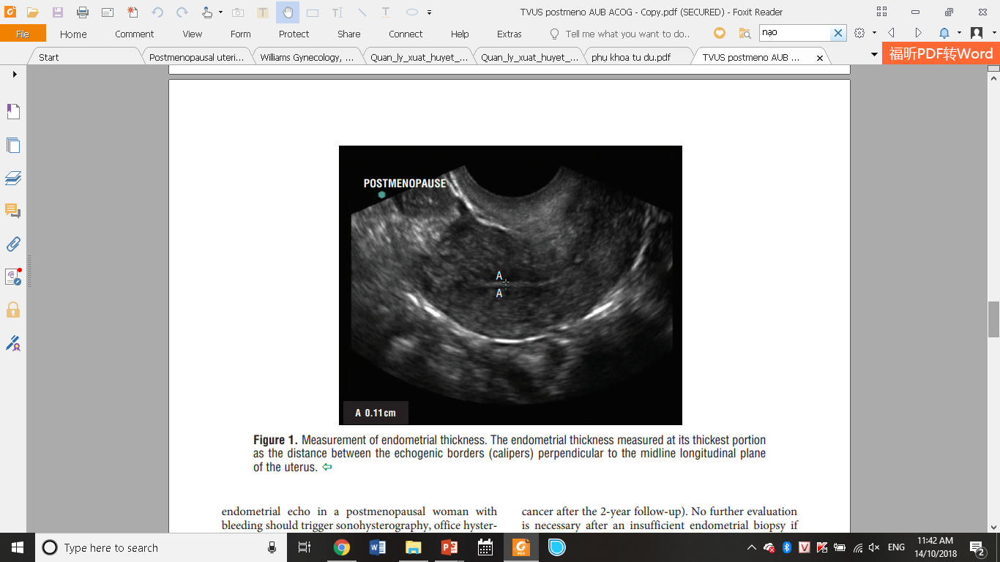 TVUS postmeno AUB ACOG - Copy.pdf (SECURED) - Foxit Reader
File Home Comment View Form Protect Share Connect Help Extras Tell me what you want to do.. nạo
Start Postmenopausal uteri... Williams Gynecology, ... Quan_ly_xuat_huyet_... Quan_ly_xuat_huyet_... phụ khoa tu du.pdf TVUS postmeno AUB ... 福昕PDF转Word
POSTMENOPAUSE
A
A
A 0.11cm
Figure 1. Measurement of endometrial thickness. The endometrial thickness measured at its thickest portion
as the distance between the echogenic borders (calipers) perpendicular to the midline longitudinal plane
of the uterus.
endometrial echo in a postmenopausal woman with
bleeding should trigger sonohysterography, office hyster-
cancer after the 2-year follow-up). No further evaluation
is necessary after an insufficient endometrial biopsy if
Type here to search
ENG
11:42 AM
14/10/2018
2